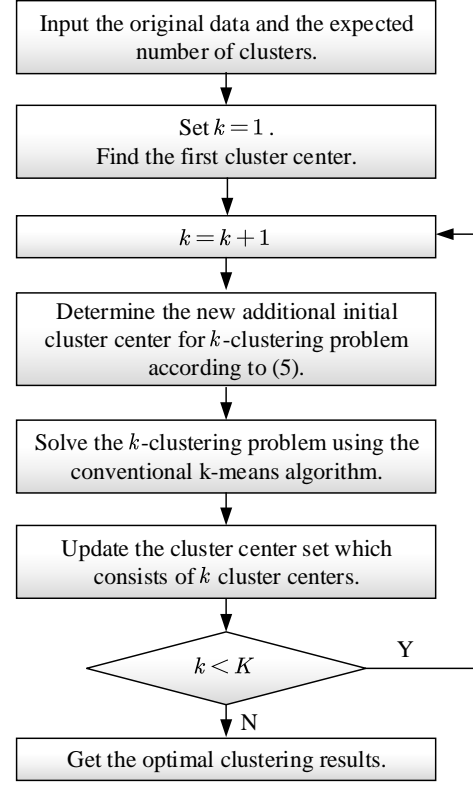 Input the original data and the expected
number of clusters.
Set k = 1 .
Find the first cluster center.
k = k + 1
Determine the new additional initial
cluster center for k-clustering problem
according to (5).
Solve the k-clustering problem using the
conventional k-means algorithm.
Update the cluster center set which
consists of k cluster centers.
k < K
Y
N
Get the optimal clustering results.